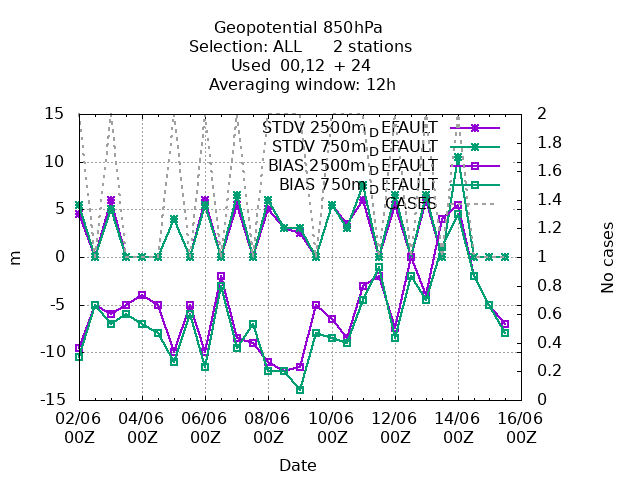 Geopotential 850hPa
Selection: ALL 2 stations
Used 00,12 + 24
Averaging window: 12h
STDV 2500m_DEFAULT
STDV 750m_DEFAULT
BIAS 2500m_DEFAULT
BIAS 750m_DEFAULT
CASES
15
10
5
0
-5
-10
-15
m
2
1.8
1.6
1.4
1.2
1
0.8
0.6
0.4
0.2
0
No cases
02/06 04/06 06/06 08/06 10/06 12/06 14/06 16/06
00Z 00Z 00Z 00Z 00Z 00Z 00Z 00Z
Date